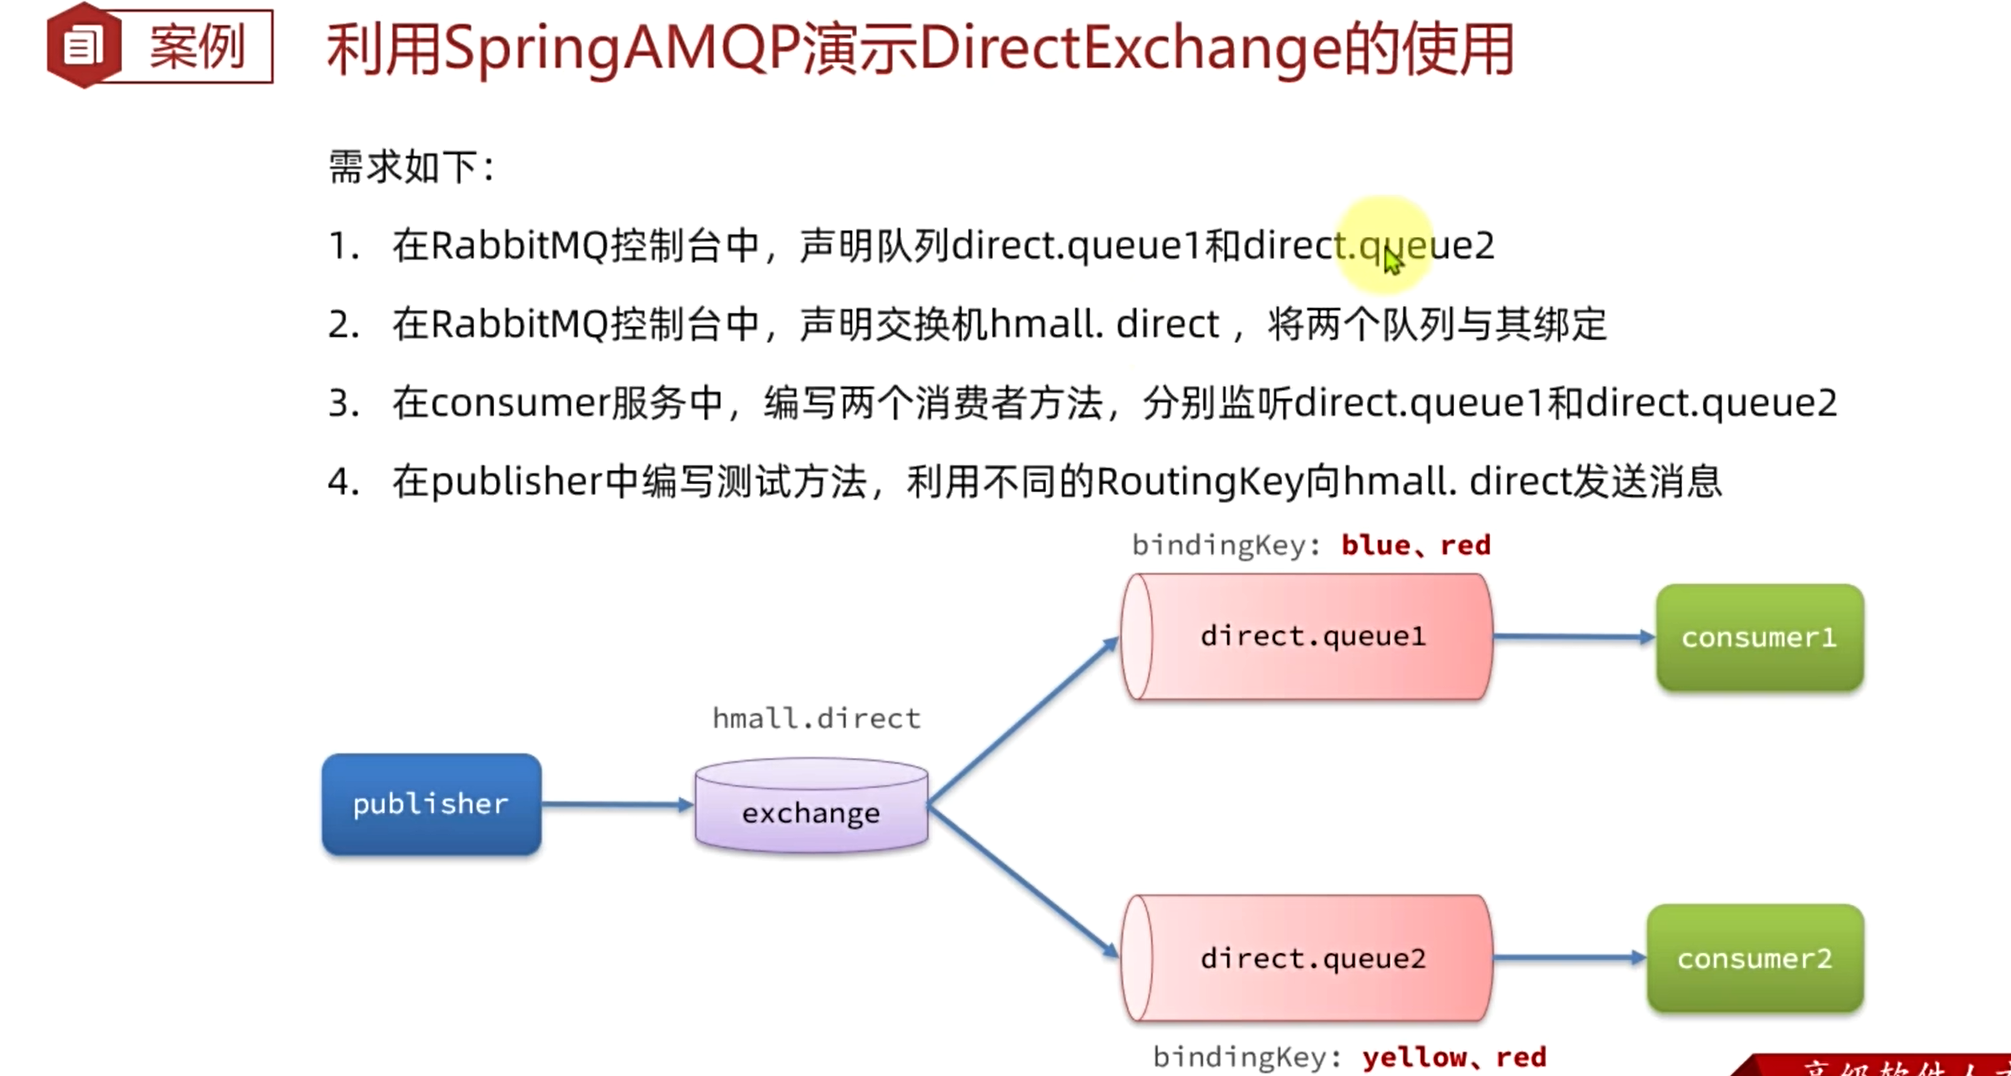 案例
利用SpringAMQP演示DirectExchange的使用
需求如下：
1. 在RabbitMQ控制台中，声明队列direct.queue1和direct.queue2
2. 在RabbitMQ控制台中，声明交换机hmall. direct ，将两个队列与其绑定
3. 在consumer服务中，编写两个消费者方法，分别监听direct.queue1和direct.queue2
4. 在publisher中编写测试方法，利用不同的RoutingKey向hmall. direct发送消息
bindingKey: blue、red
direct.queue1
consumer1
hmall.direct
publisher
exchange
direct.queue2
consumer2
bindingKey: yellow、red
高级软件人